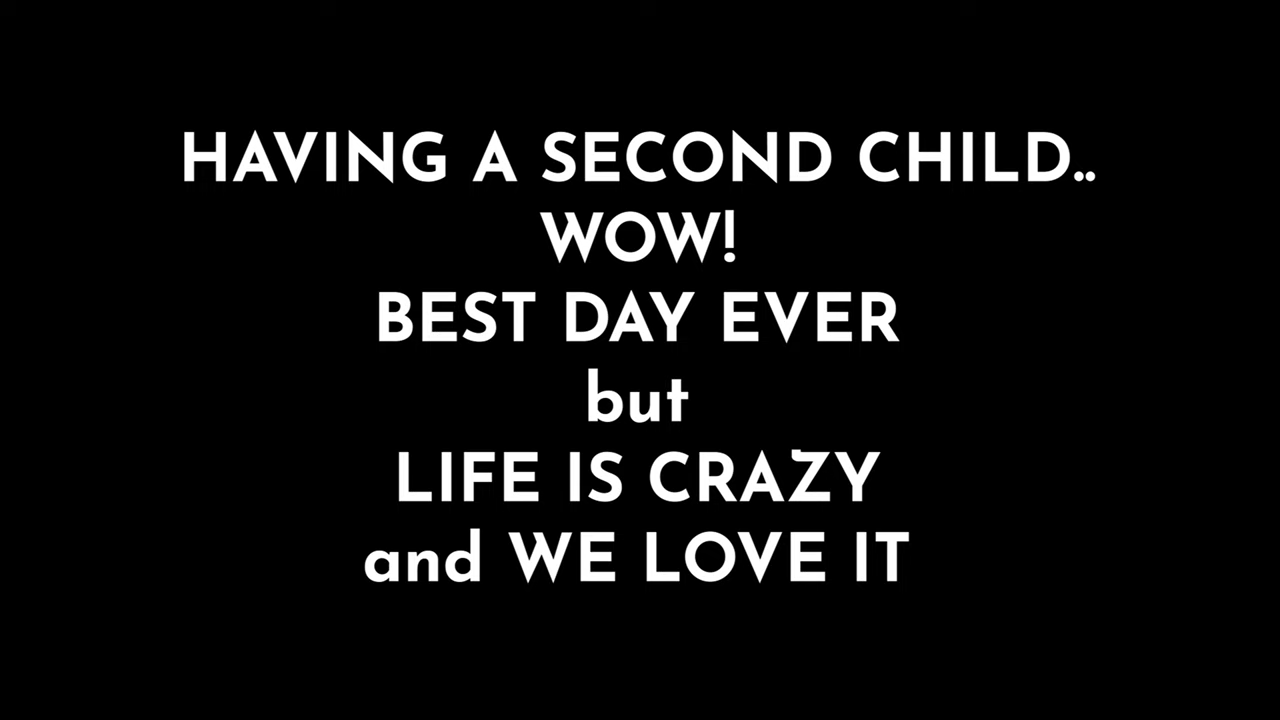 HAVING A SECOND CHILD..
WOW!
BEST DAY EVER
but
LIFE IS CRAZY
and WE LOVE IT